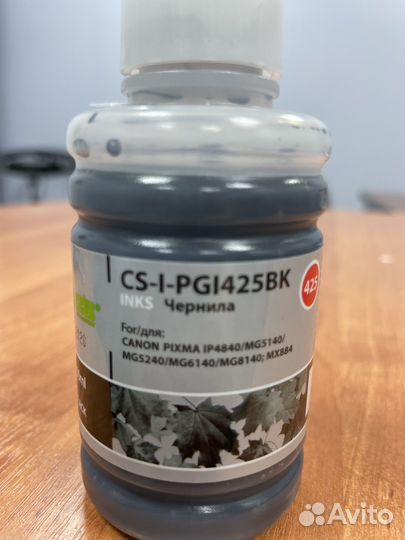 CS-I-PGI425BK
INKS Чернила
425
For/для:
CANON PIXMA IP4840/MG5140/
MG5240/MG6140/MG8140; MX884
Avito